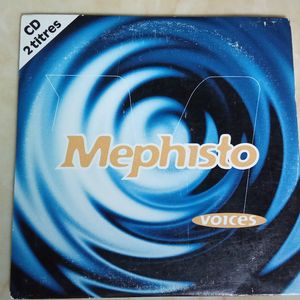 CD
2 titres
Mephisto
voices